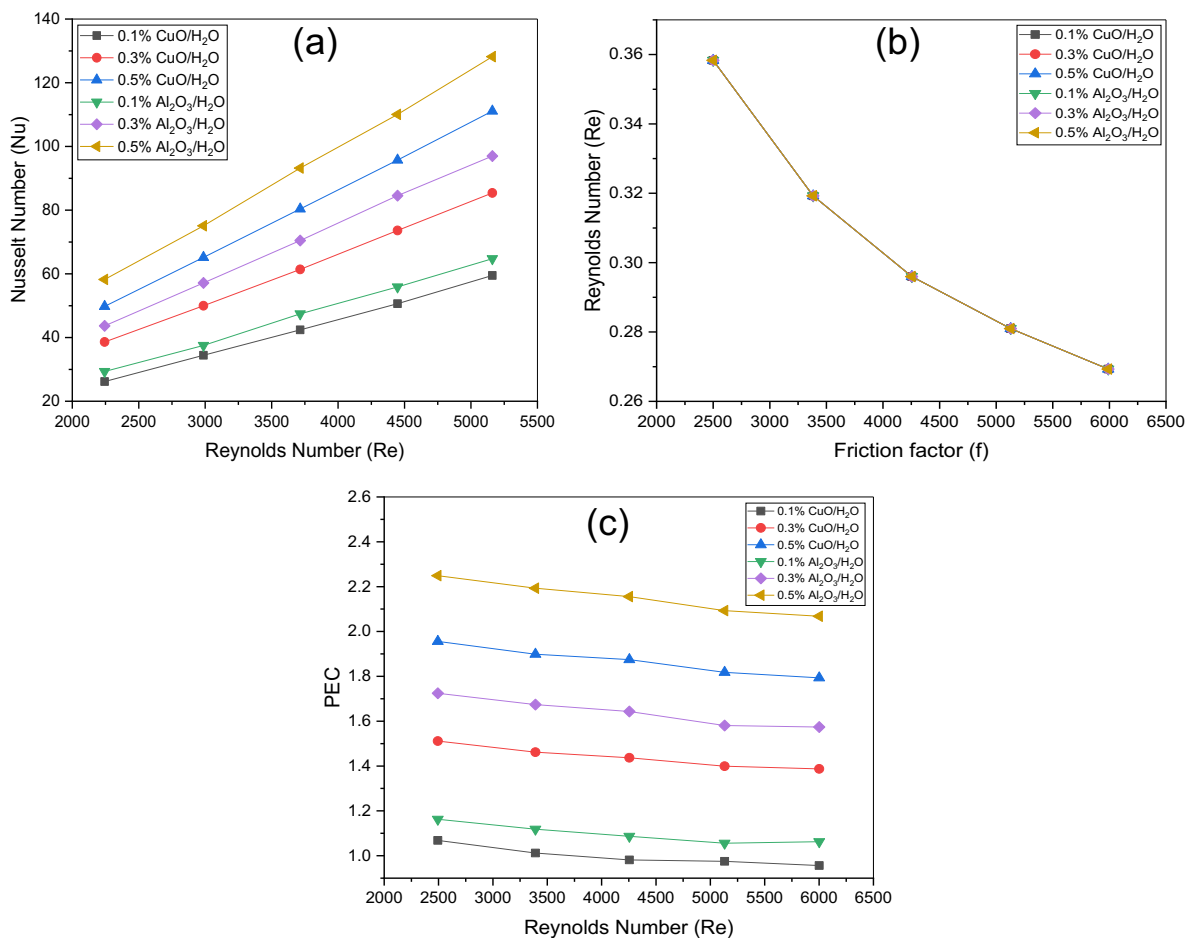 (a)
140
120
100
80
60
40
20
2000 2500 3000 3500 4000 4500 5000 5500
Nusselt Number (Nu)
Reynolds Number (Re)
0.1% CuO/H₂O
0.3% CuO/H₂O
0.5% CuO/H₂O
0.1% Al₂O₃/H₂O
0.3% Al₂O₃/H₂O
0.5% Al₂O₃/H₂O
(b)
0.36
0.34
0.32
0.30
0.28
0.26
2000 2500 3000 3500 4000 4500 5000 5500 6000 6500
Reynolds Number (Re)
Friction factor (f)
0.1% CuO/H₂O
0.3% CuO/H₂O
0.5% CuO/H₂O
0.1% Al₂O₃/H₂O
0.3% Al₂O₃/H₂O
0.5% Al₂O₃/H₂O
(c)
2.6
2.4
2.2
2.0
1.8
1.6
1.4
1.2
1.0
2000 2500 3000 3500 4000 4500 5000 5500 6000 6500
PEC
Reynolds Number (Re)
0.1% CuO/H₂O
0.3% CuO/H₂O
0.5% CuO/H₂O
0.1% Al₂O₃/H₂O
0.3% Al₂O₃/H₂O
0.5% Al₂O₃/H₂O